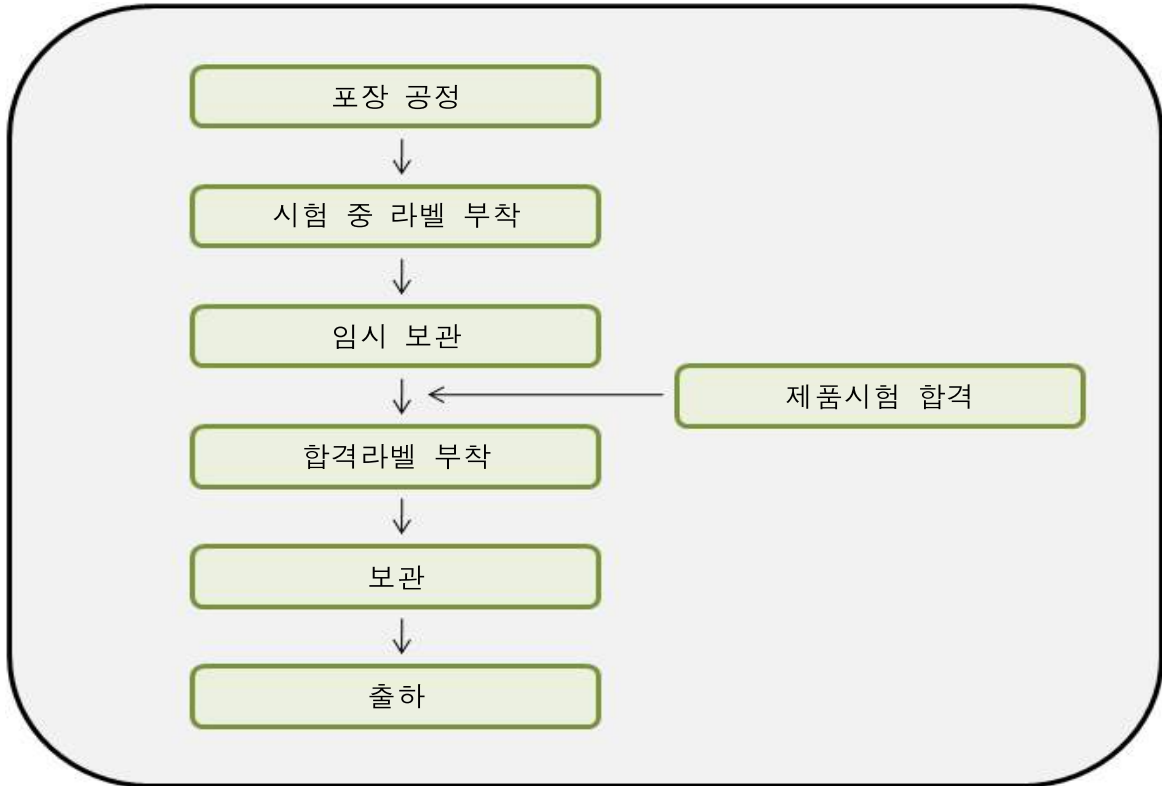 포장 공정
시험 중 라벨 부착
임시 보관
제품시험 합격
합격라벨 부착
보관
출하